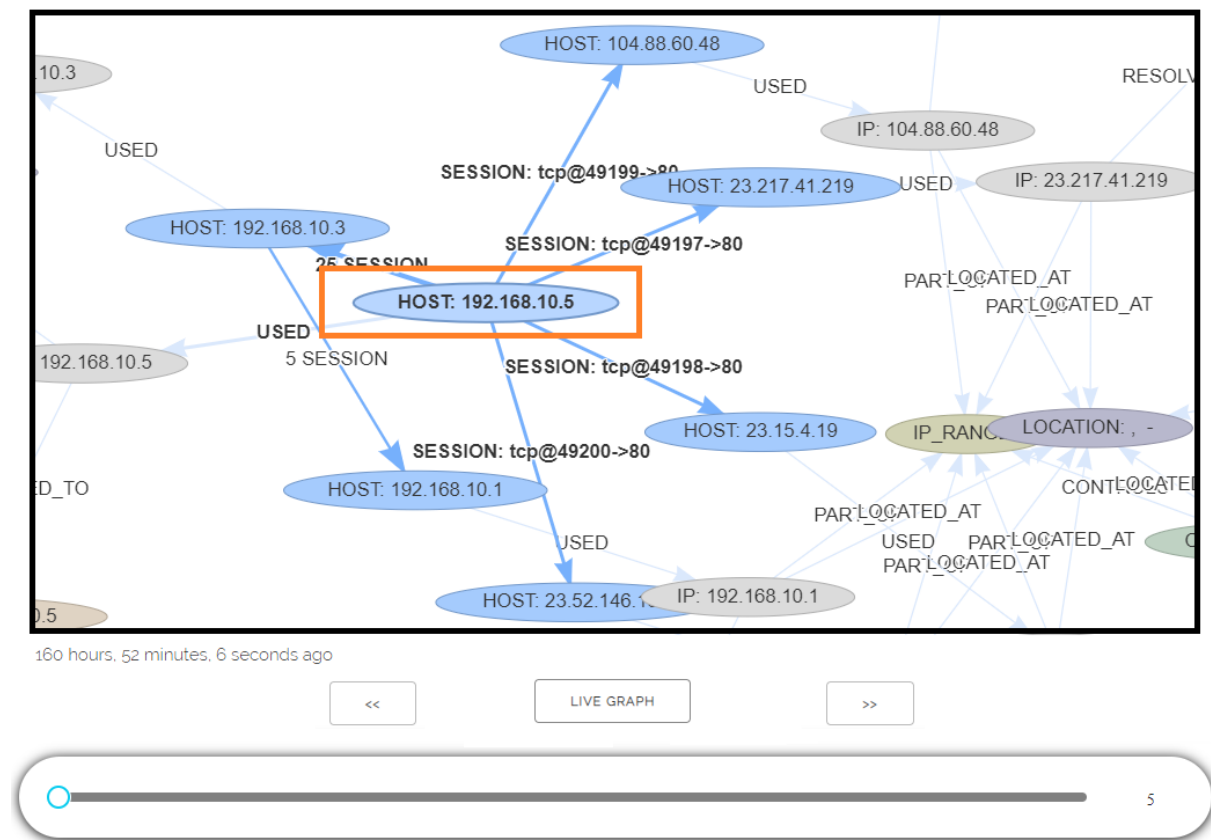 HOST: 104.88.60.48
.10.3
RESOLV
USED
IP: 104.88.60.48
USED
SESSION: tcp@49199->80
HOST: 23.217.41.219
USED
IP: 23.217.41.219
HOST: 192.168.10.3
SESSION: tcp@49197->80
25 SESSION
LOCATED_AT
HOST: 192.168.10.5
LOCATED_AT
USED
192.168.10.5
5 SESSION
SESSION: tcp@49198->80
HOST: 23.15.4.19
IP_RANG
LOCATION: , -
SESSION: tcp@49200->80
HOST: 192.168.10.1
ED_TO
LOCATED_AT
USED
LOCATED_AT
USED
LOCATED_AT
HOST: 23.52.146.1
IP: 192.168.10.1
0.5
160 hours, 52 minutes, 6 seconds ago
<<
LIVE GRAPH
>>
5